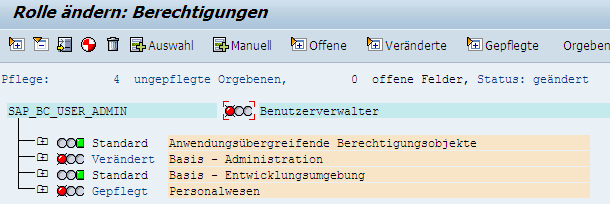 Rolle ändern: Berechtigungen
Auswahl Manuell Offene Veränderte Gepflegte Orgeben
Pflege: 4 ungepflegte Orgebenen, 0 offene Felder, Status: geändert
SAP_BC_USER_ADMIN Benutzerverwalter
Standard Anwendungsübergreifende Berechtigungsobjekte
Verändert Basis - Administration
Standard Basis - Entwicklungsumgebung
Gepflegt Personalwesen